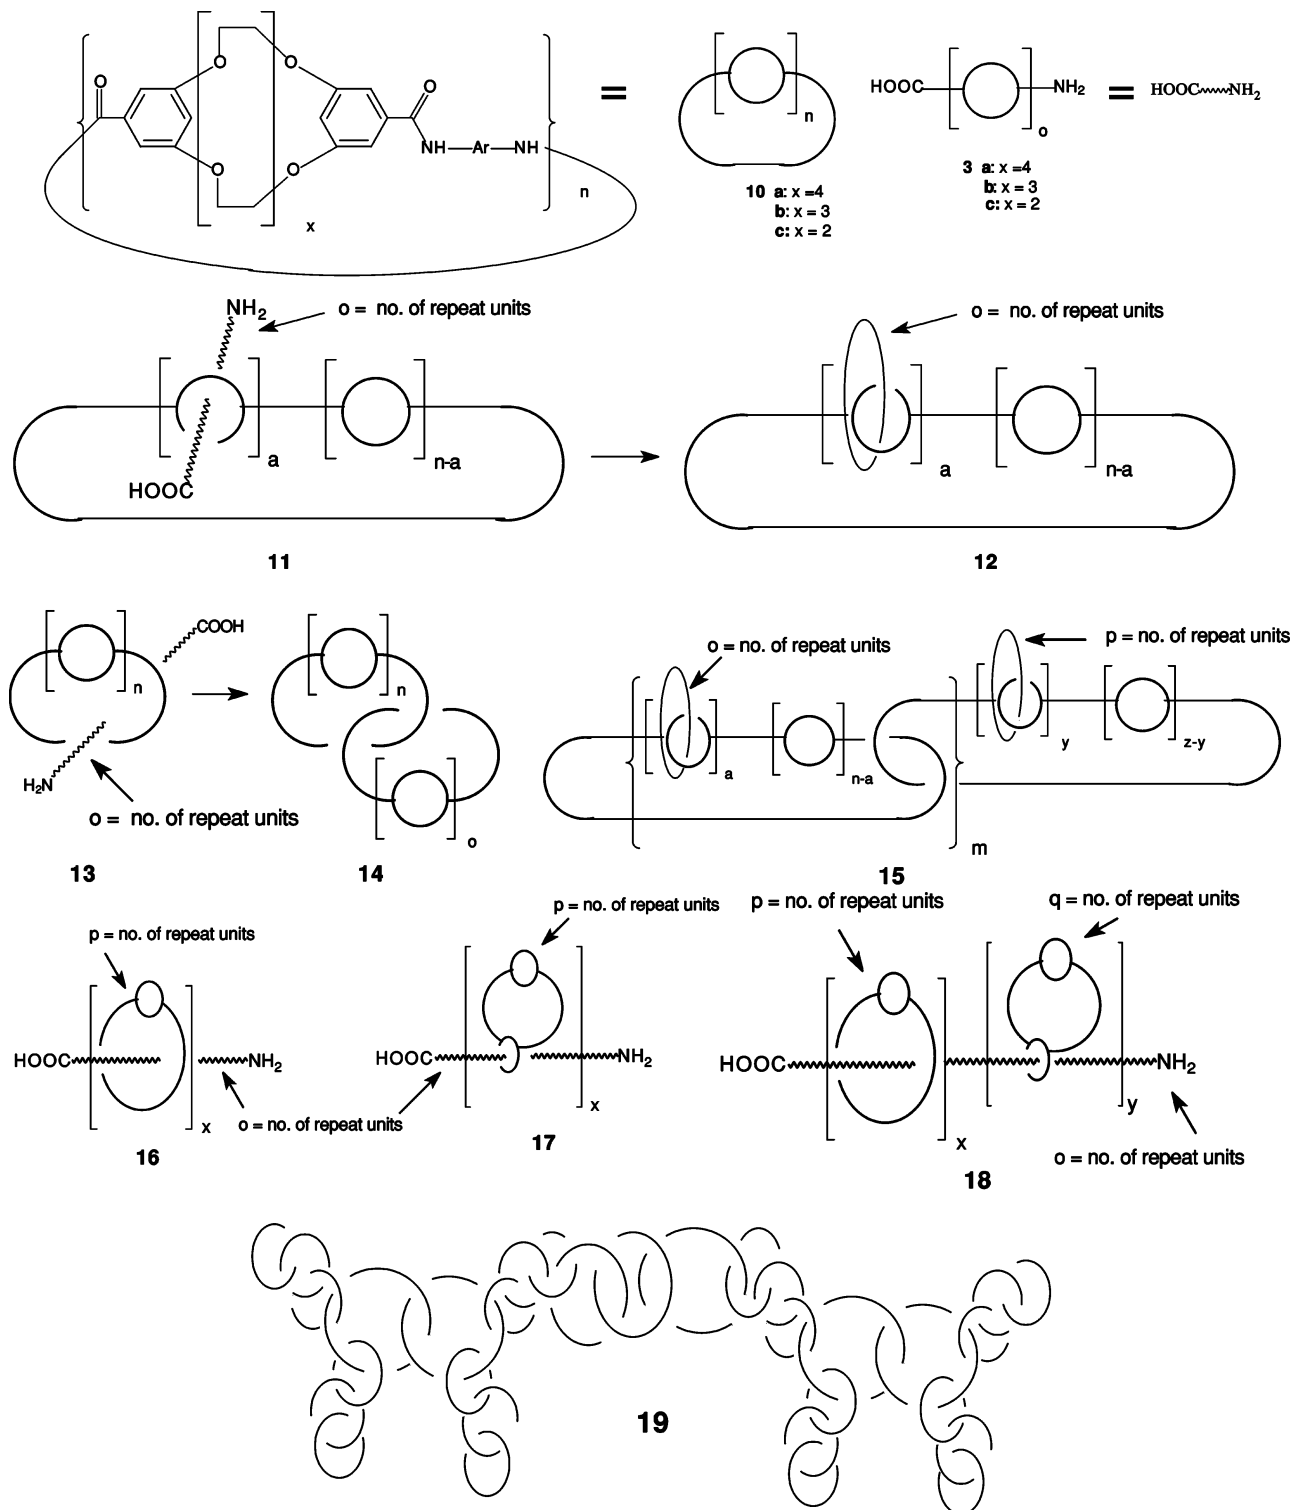 O
O
O
O
O
O
NH—Ar—NH
n
x
=
n
10 a: x =4
b: x = 3
c: x = 2
HOOC
NH2
o
=
HOOC NH2
3 a: x =4
b: x = 3
c: x = 2
NH2
o = no. of repeat units
a
n-a
HOOC
11
o = no. of repeat units
a
n-a
12
COOH
n
H2N
o = no. of repeat units
13
n
o
14
o = no. of repeat units
a
n-a
p = no. of repeat units
y
z-y
m
15
p = no. of repeat units
HOOC
NH2
x
o = no. of repeat units
16
p = no. of repeat units
HOOC
NH2
x
17
p = no. of repeat units
q = no. of repeat units
HOOC
NH2
x
y
o = no. of repeat units
18
19